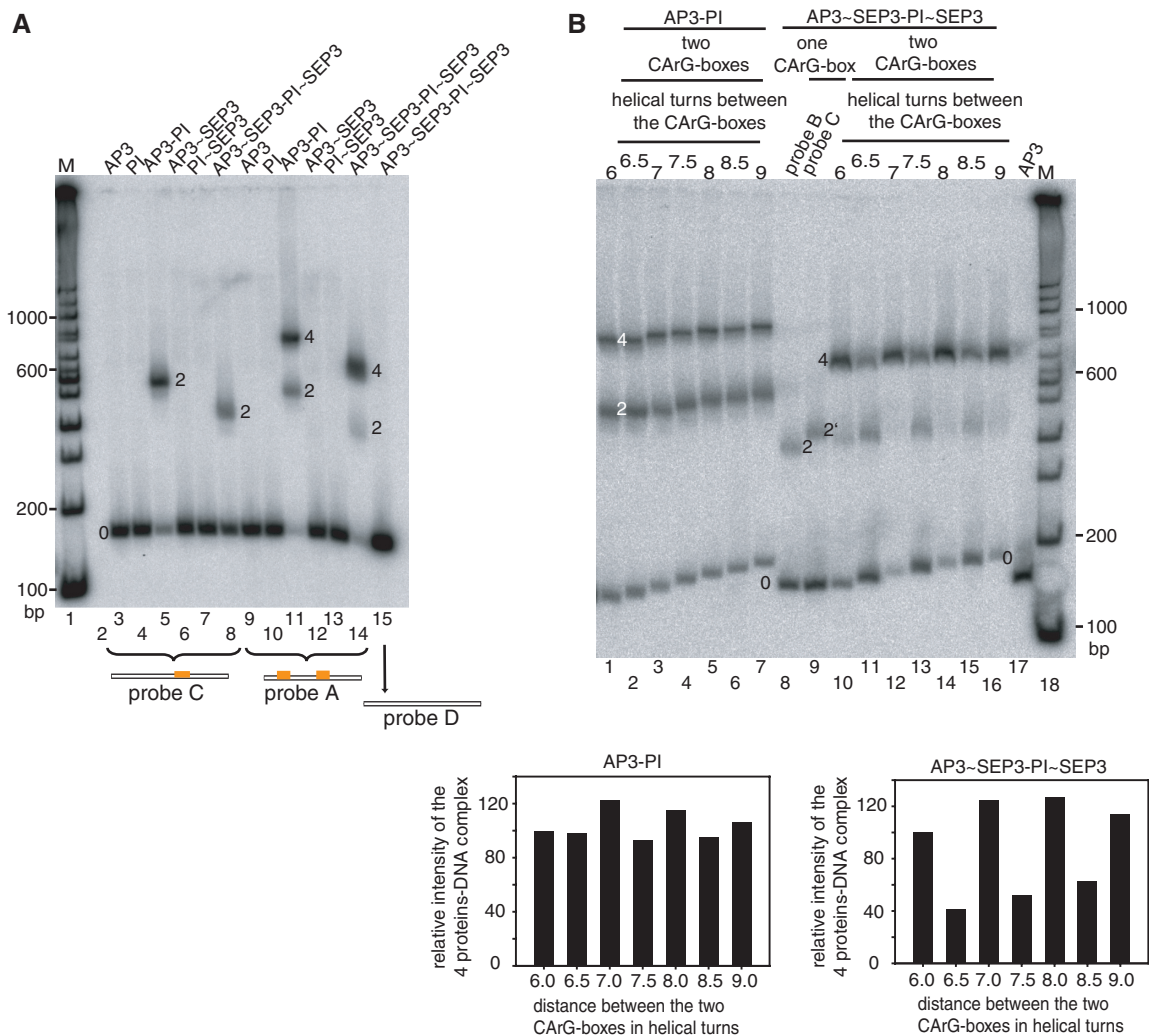 A
AP3
PI
AP3-PI
AP3~SEP3
PI~SEP3
AP3~SEP3-PI~SEP3
AP3
PI
AP3-PI
AP3~SEP3
PI~SEP3
AP3~SEP3-PI~SEP3
AP3~SEP3-PI~SEP3
M
1000
600
200
100
bp
0
2
2
4
2
4
2
1 3 5 7 9 11 13 15
2 4 6 8 10 12 14
probe C
probe A
probe D
B
AP3-PI
AP3~SEP3-PI~SEP3
two
CArG-boxes
one
CArG-box
two
CArG-boxes
helical turns between
the CArG-boxes
probe B
probe C
helical turns between
the CArG-boxes
6 6.5 7 7.5 8 8.5 9
6 6.5 7 7.5 8 8.5 9
AP3
M
4
2
2
2'
4
0
0
1000
600
200
100
bp
1 3 5 7 9 11 13 15 17
2 4 6 8 10 12 14 16 18
AP3-PI
relative intensity of the
4 proteins-DNA complex
120
80
40
0
6.0 6.5 7.0 7.5 8.0 8.5 9.0
distance between the two
CArG-boxes in helical turns
AP3~SEP3-PI~SEP3
relative intensity of the
4 proteins-DNA complex
120
80
40
0
6.0 6.5 7.0 7.5 8.0 8.5 9.0
distance between the two
CArG-boxes in helical turns